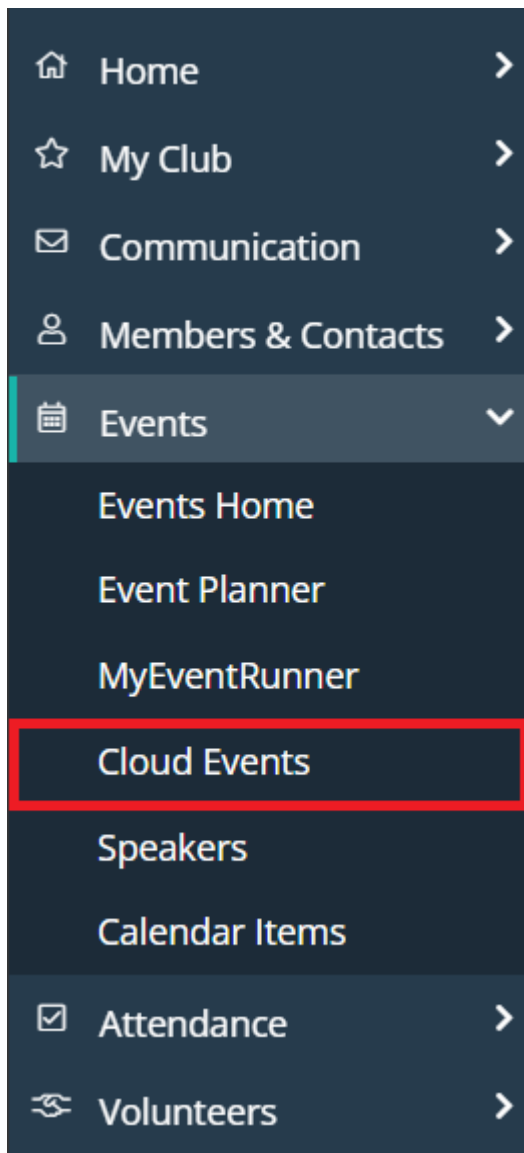 Home
My Club
Communication
Members & Contacts
Events
Events Home
Event Planner
MyEventRunner
Cloud Events
Speakers
Calendar Items
Attendance
Volunteers